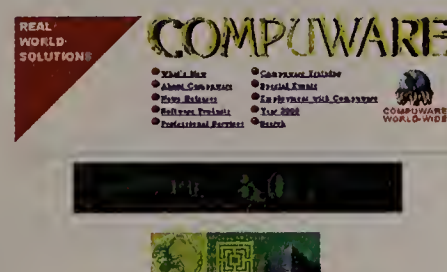 REAL·
WORLD·
SOLUTIONS
COMPUWARE
What's New
About Compuware
News Releases
Software Products
Professional Services
Compuware Training
Special Events
Employment with Compuware
Year 2000
Search
COMPUWARE
WORLD-WIDE